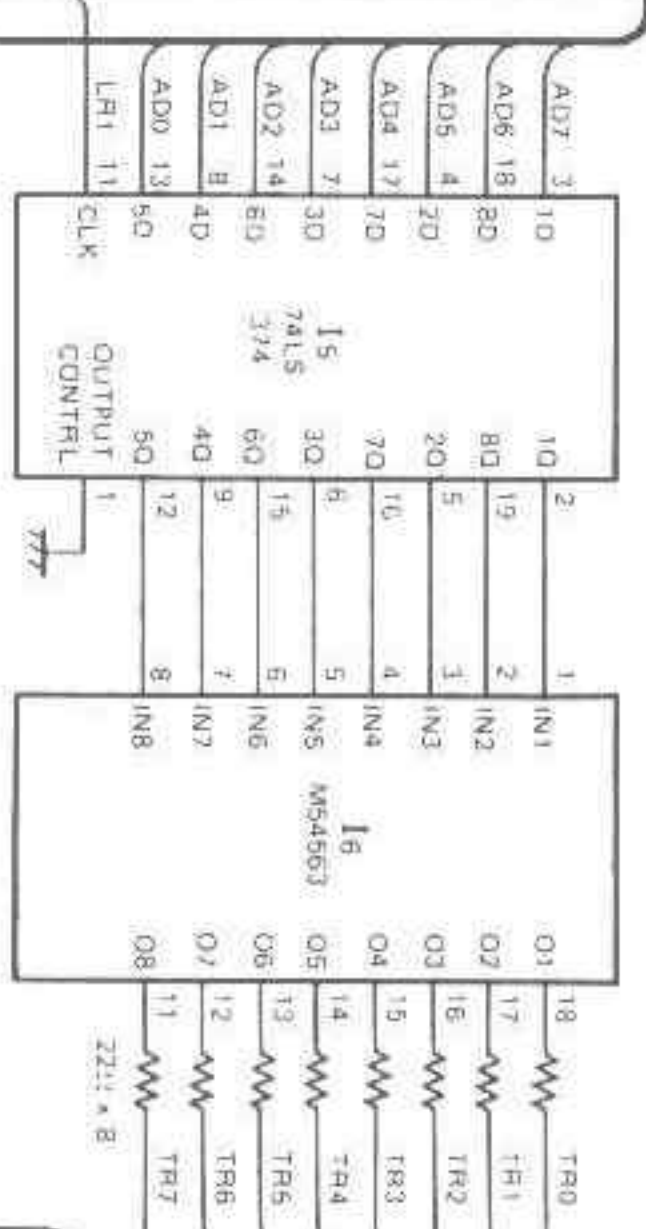 AD7 3 1D 1Q 2 1 IN1 O1 18 TR0
AD6 18 8D 8Q 19 2 IN2 O2 17 TR1
AD5 4 2D 2Q 5 3 IN3 O3 16 TR2
AD4 17 7D 7Q 16 4 IN4 O4 15 TR3
AD3 7 3D I5 3Q 6 5 IN5 I6 O5 14 TR4
74LS
374
M54563
AD2 14 6D 6Q 15 6 IN6 O6 13 TR5
AD1 8 4D 4Q 9 7 IN7 O7 12 TR6
AD0 13 5D 5Q 12 8 IN8 O8 11 TR7
11 CLK OUTPUT 1
CONTRL